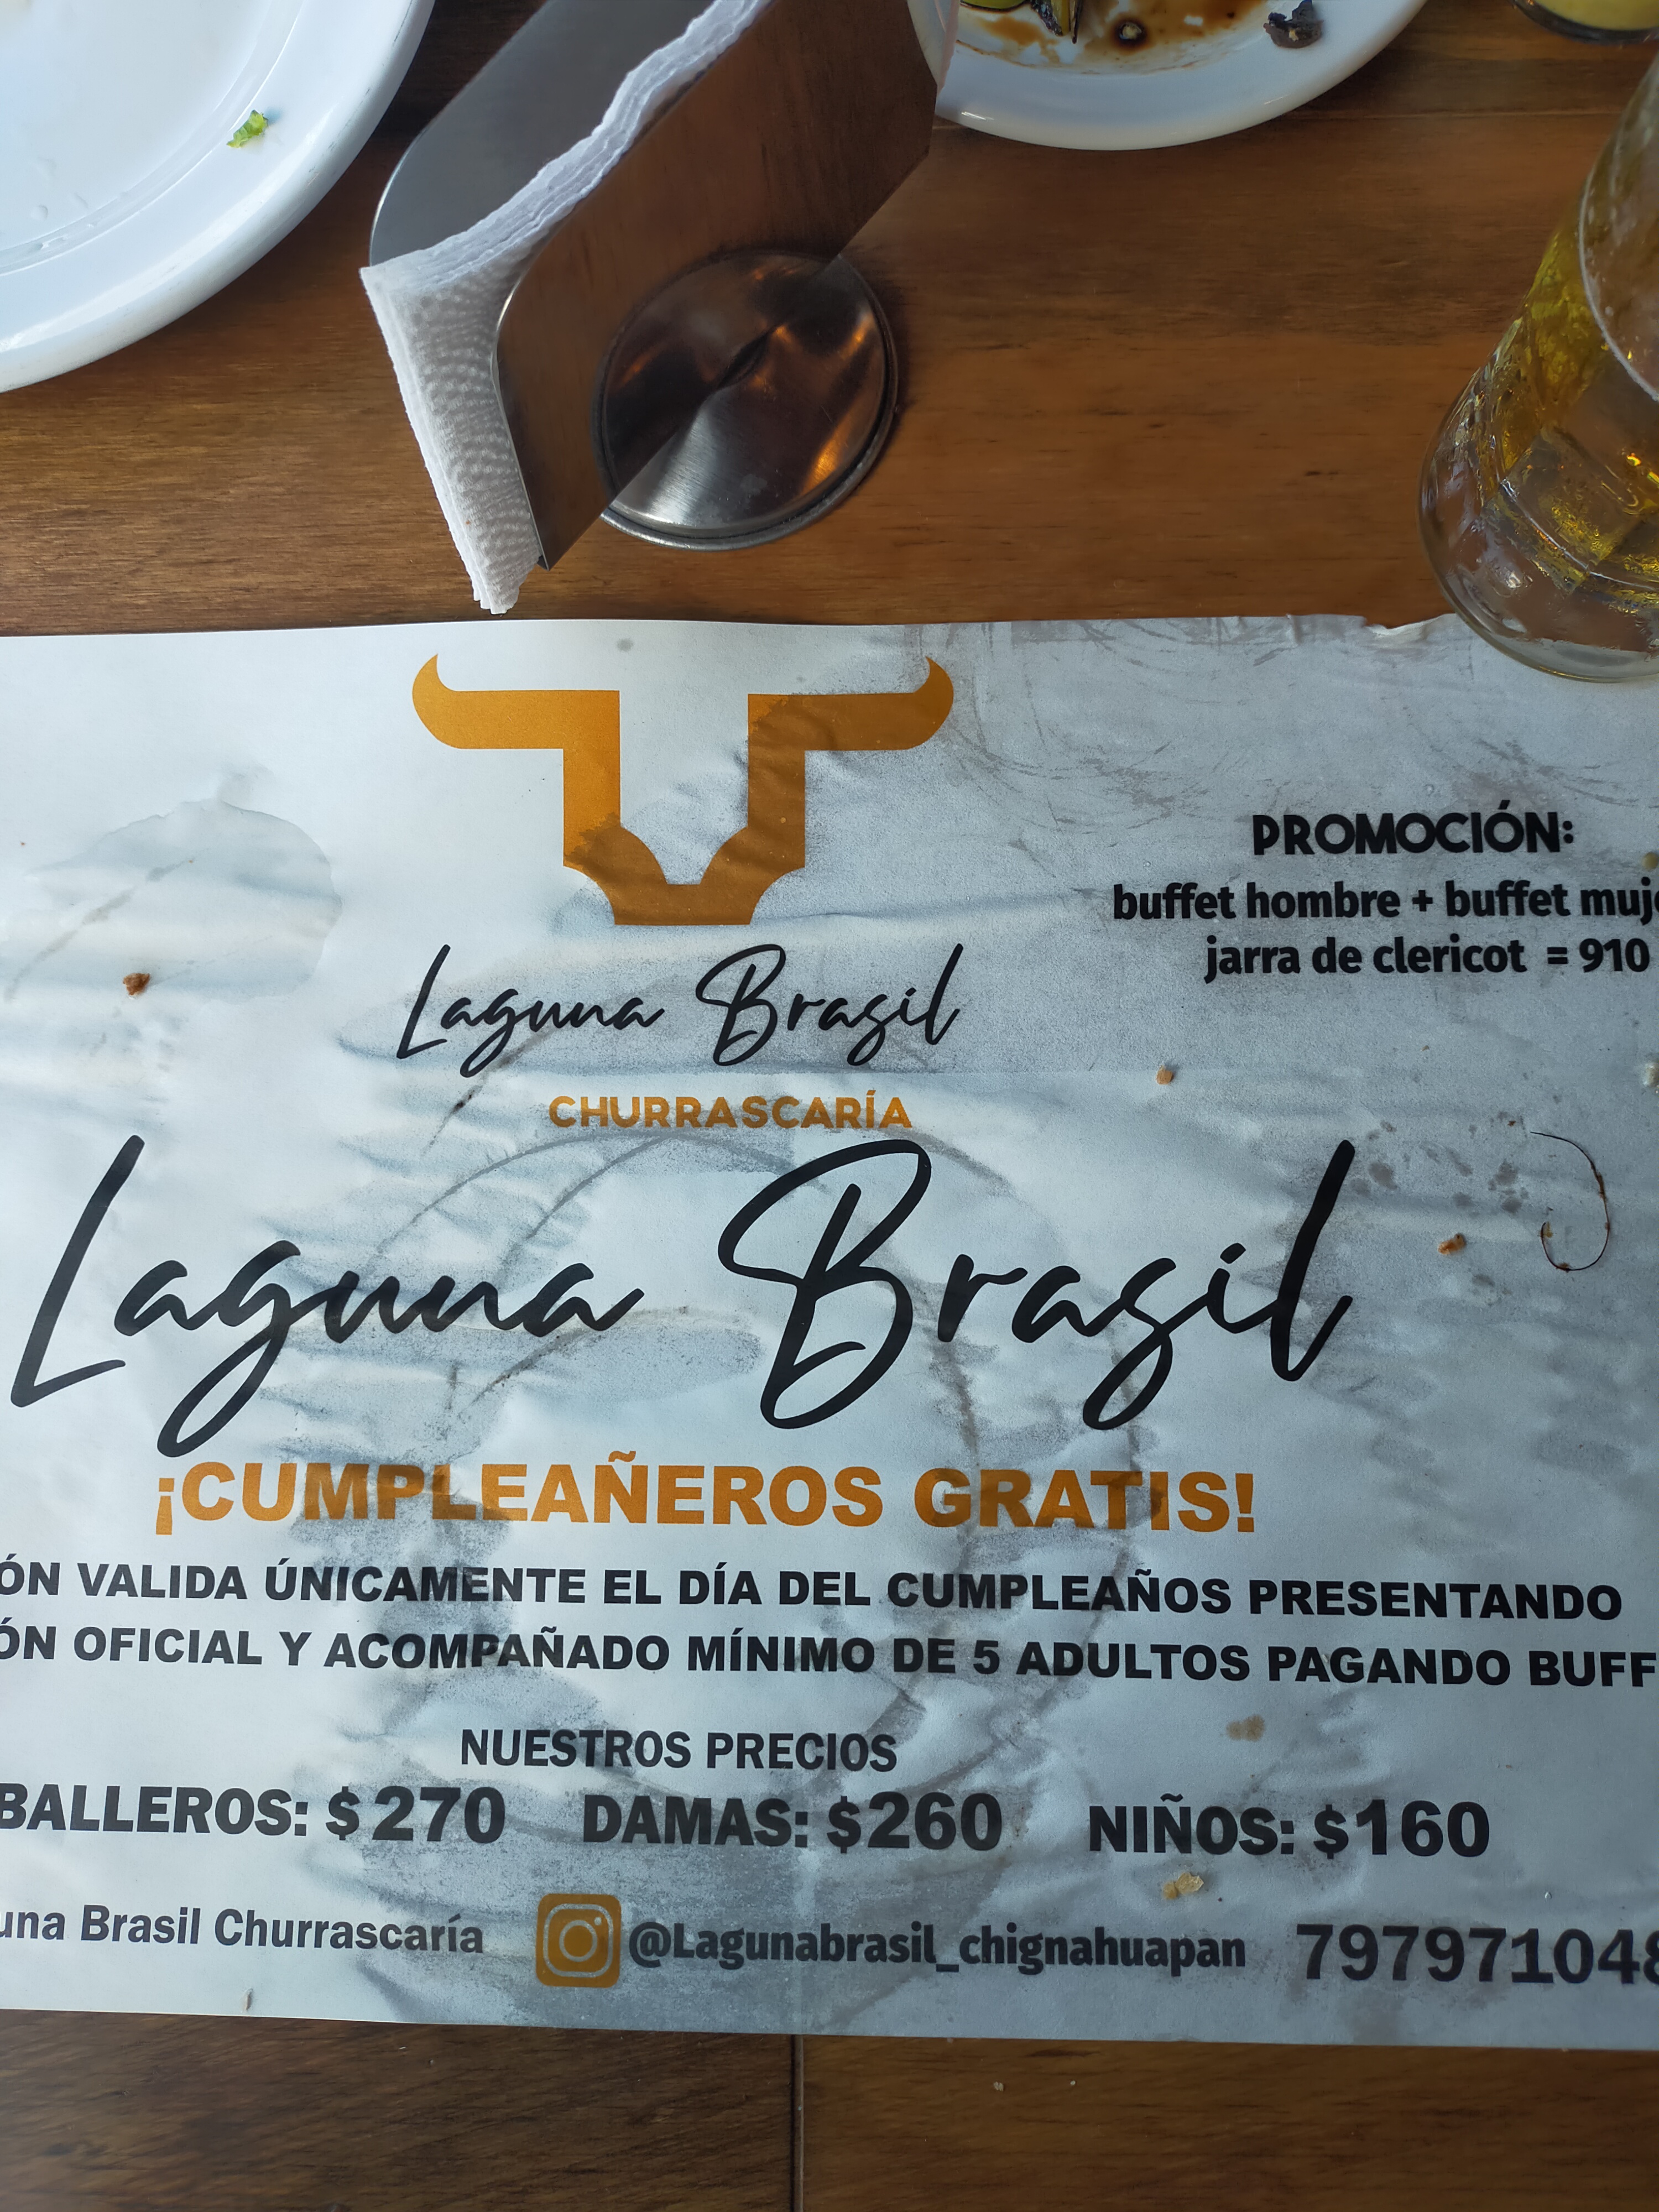 PROMOCIÓN:
buffet hombre + buffet muje
jarra de clericot = 910
Laguna Brasil
CHURRASCARÍA
Laguna Brasil
¡CUMPLEAÑEROS GRATIS!
ÓN VALIDA ÚNICAMENTE EL DÍA DEL CUMPLEAÑOS PRESENTANDO
ÓN OFICIAL Y ACOMPAÑADO MÍNIMO DE 5 ADULTOS PAGANDO BUFF
NUESTROS PRECIOS
BALLEROS: $270 DAMAS: $260 NIÑOS: $160
una Brasil Churrascaría @Lagunabrasil_chignahuapan 797971048